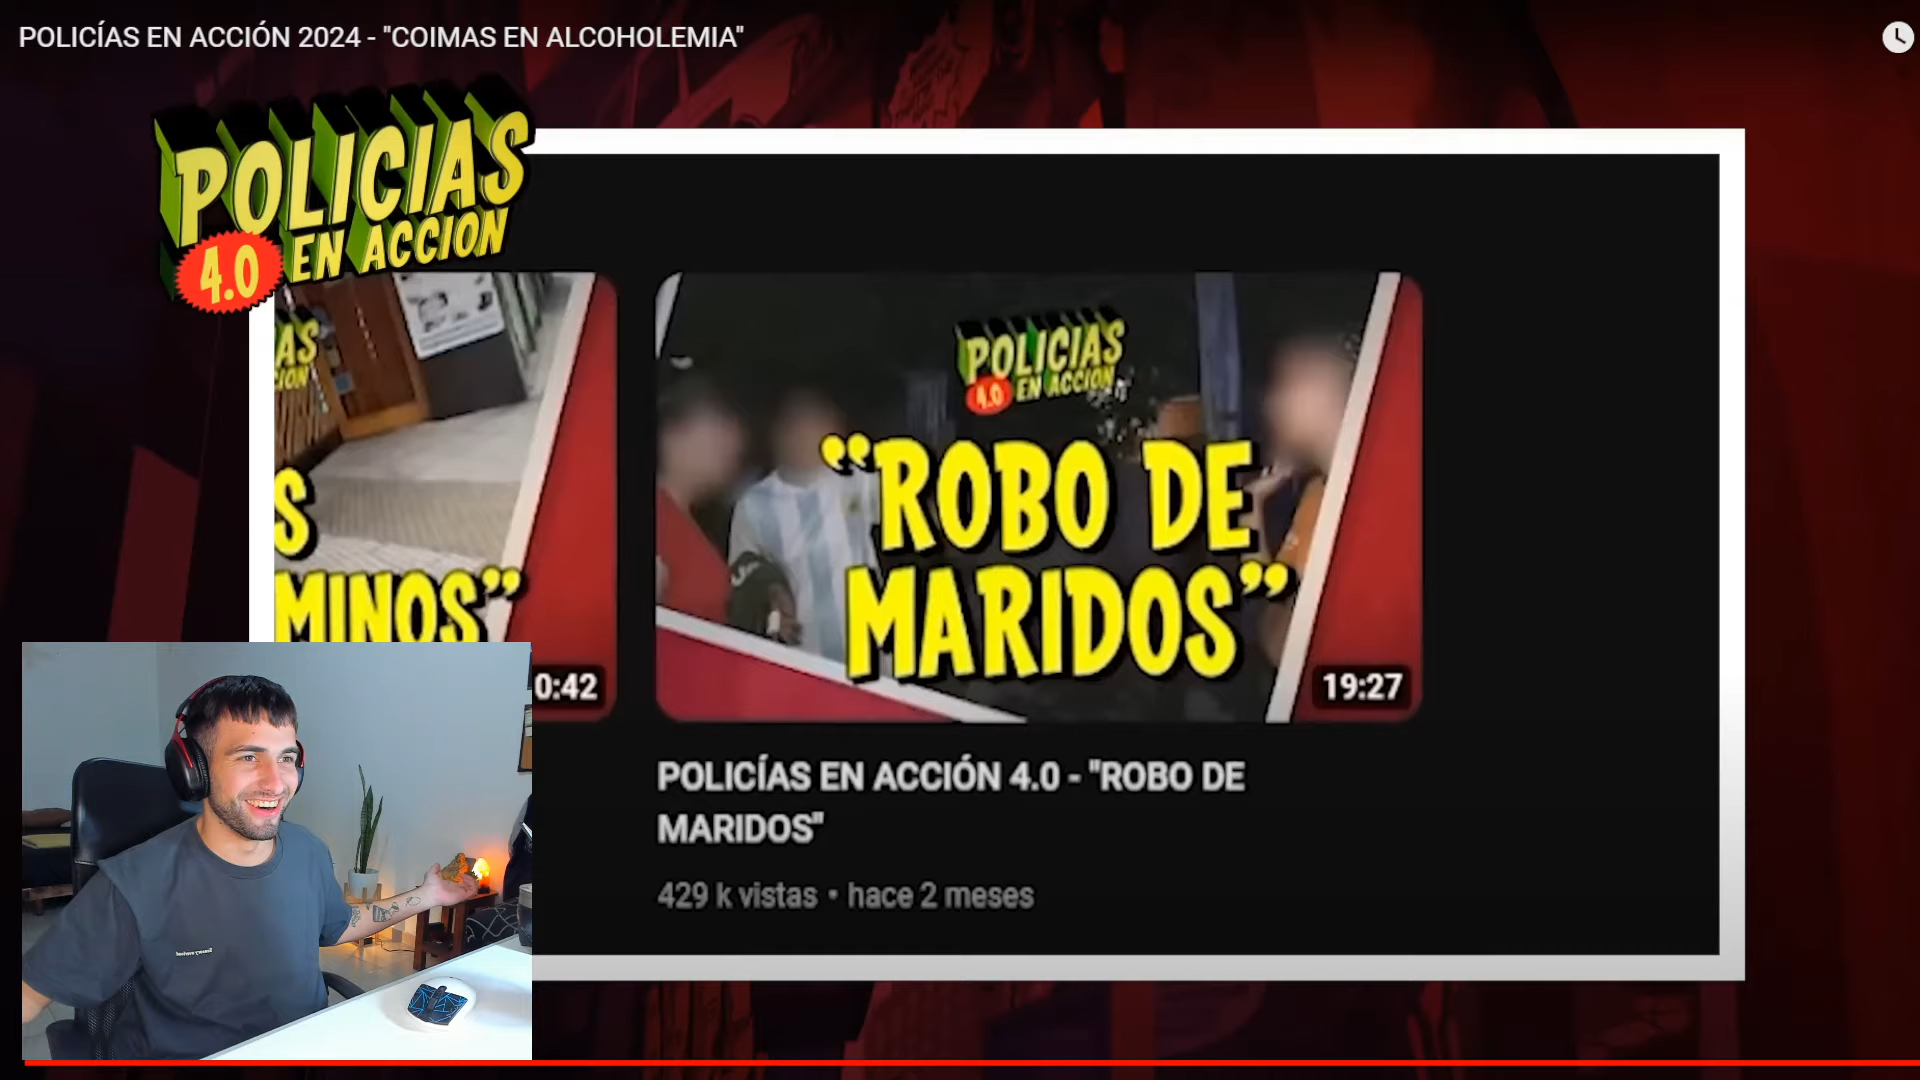 POLICÍAS EN ACCIÓN 2024 - "COIMAS EN ALCOHOLEMIA"
POLICIAS
4.0 EN ACCION
AS
CION
S
MINOS”
0:42
POLICIAS
4.0 EN ACCION
“ROBO DE
MARIDOS”
19:27
POLICÍAS EN ACCIÓN 4.0 - "ROBO DE
MARIDOS"
429 k vistas • hace 2 meses